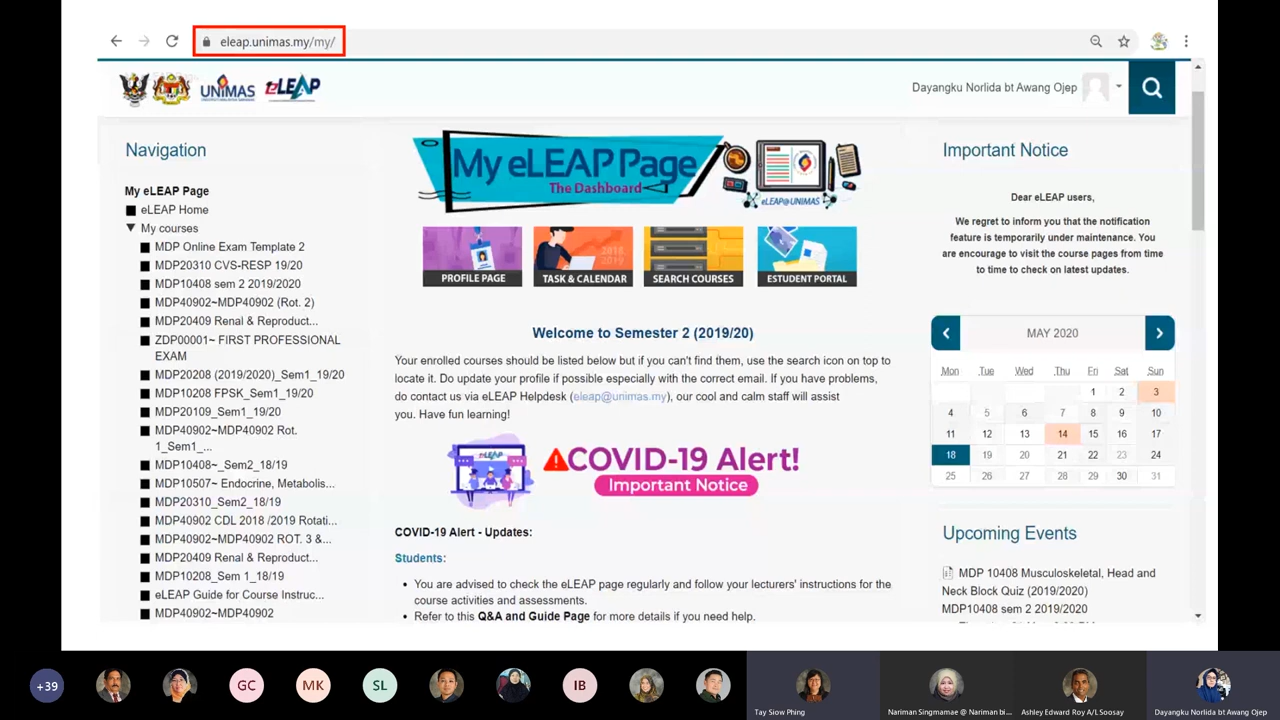 eleap.unimas.my/my/
UNIMAS
eLEAP
Dayangku Norlida bt Awang Ojep
Navigation
My eLEAP Page
eLEAP Home
My courses
MDP Online Exam Template 2
MDP20310 CVS-RESP 19/20
MDP10408 sem 2 2019/2020
MDP40902~MDP40902 (Rot. 2)
MDP20409 Renal & Reproduct...
ZDP00001~ FIRST PROFESSIONAL
EXAM
MDP20208 (2019/2020)_Sem1_19/20
MDP10208 FPSK_Sem1_19/20
MDP20109_Sem1_19/20
MDP40902~MDP40902 Rot.
1_Sem1_...
MDP10408~_Sem2_18/19
MDP10507~ Endocrine, Metabolis...
MDP20310_Sem2_18/19
MDP40902 CDL 2018 /2019 Rotati...
MDP40902~MDP40902 ROT. 3 &...
MDP20409 Renal & Reproduct...
MDP10208_Sem 1_18/19
eLEAP Guide for Course Instruc...
MDP40902~MDP40902
My eLEAP Page
The Dashboard
eLEAP@UNIMAS
PROFILE PAGE
2018
2019
TASK & CALENDAR
SEARCH COURSES
ESTUDENT PORTAL
Welcome to Semester 2 (2019/20)
Your enrolled courses should be listed below but if you can't find them, use the search icon on top to
locate it. Do update your profile if possible especially with the correct email. If you have problems,
do contact us via eLEAP Helpdesk (eleap@unimas.my), our cool and calm staff will assist
you. Have fun learning!
eLEAP
COVID-19 Alert!
Important Notice
COVID-19 Alert - Updates:
Students:
• You are advised to check the eLEAP page regularly and follow your lecturers' instructions for the
course activities and assessments.
• Refer to this Q&A and Guide Page for more details if you need help.
Important Notice
Dear eLEAP users,
We regret to inform you that the notification
feature is temporarily under maintenance. You
are encourage to visit the course pages from time
to time to check on latest updates.
MAY 2020
Mon Tue Wed Thu Fri Sat Sun
1 2 3
4 5 6 7 8 9 10
11 12 13 14 15 16 17
18 19 20 21 22 23 24
25 26 27 28 29 30 31
Upcoming Events
MDP 10408 Musculoskeletal, Head and
Neck Block Quiz (2019/2020)
MDP10408 sem 2 2019/2020
+39
GC
MK
SL
IB
Tay Siow Phing
Nariman Singmamae @ Nariman bi...
Ashley Edward Roy A/L Soosay
Dayangku Norlida bt Awang Ojep